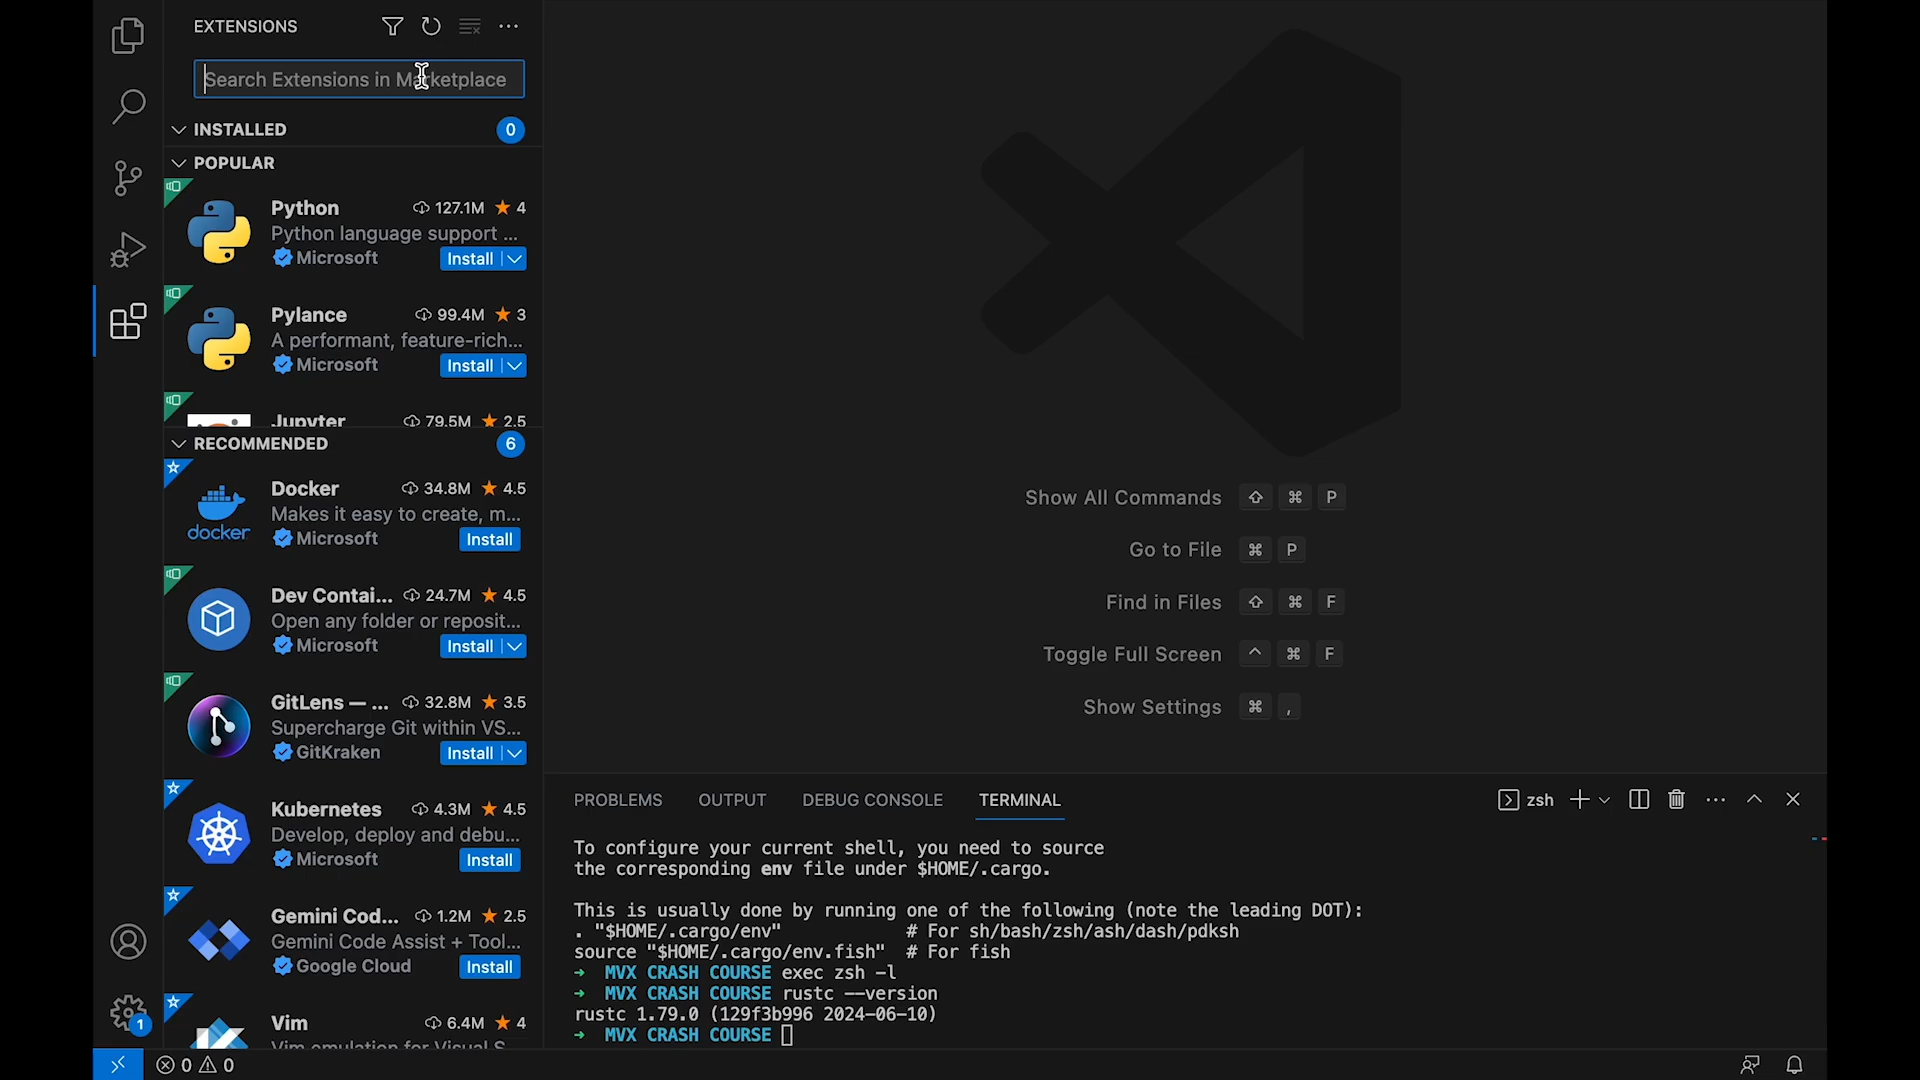 EXTENSIONS
Search Extensions in Marketplace
INSTALLED 0
POPULAR
Python 127.1M 4
Python language support ...
Microsoft Install
Pylance 99.4M 3
A performant, feature-rich...
Microsoft Install
Jupyter 79.5M 2.5
RECOMMENDED 6
Docker 34.8M 4.5
Makes it easy to create, m...
docker Microsoft Install
Dev Contai... 24.7M 4.5
Open any folder or reposit...
Microsoft Install
GitLens — ... 32.8M 3.5
Supercharge Git within VS...
GitKraken Install
Kubernetes 4.3M 4.5
Develop, deploy and debu...
Microsoft Install
Gemini Cod... 1.2M 2.5
Gemini Code Assist + Tool...
Google Cloud Install
Vim 6.4M 4
Vim emulation for Visual S...
1
0 0
Show All Commands ⇧ ⌘ P
Go to File ⌘ P
Find in Files ⇧ ⌘ F
Toggle Full Screen ^ ⌘ F
Show Settings ⌘ ,
PROBLEMS OUTPUT DEBUG CONSOLE TERMINAL zsh
To configure your current shell, you need to source
the corresponding env file under $HOME/.cargo.
This is usually done by running one of the following (note the leading DOT):
. "$HOME/.cargo/env" # For sh/bash/zsh/ash/dash/pdksh
source "$HOME/.cargo/env.fish" # For fish
→ MVX CRASH COURSE exec zsh -l
→ MVX CRASH COURSE rustc --version
rustc 1.79.0 (129f3b996 2024-06-10)
→ MVX CRASH COURSE